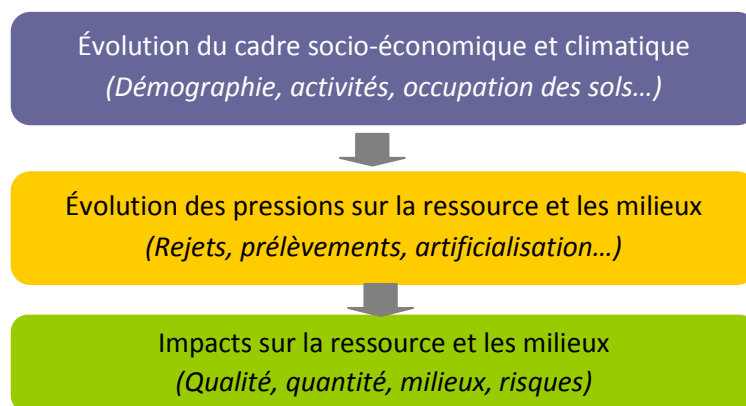 Évolution du cadre socio-économique et climatique
(Démographie, activités, occupation des sols…)
Évolution des pressions sur la ressource et les milieux
(Rejets, prélèvements, artificialisation…)
Impacts sur la ressource et les milieux
(Qualité, quantité, milieux, risques)